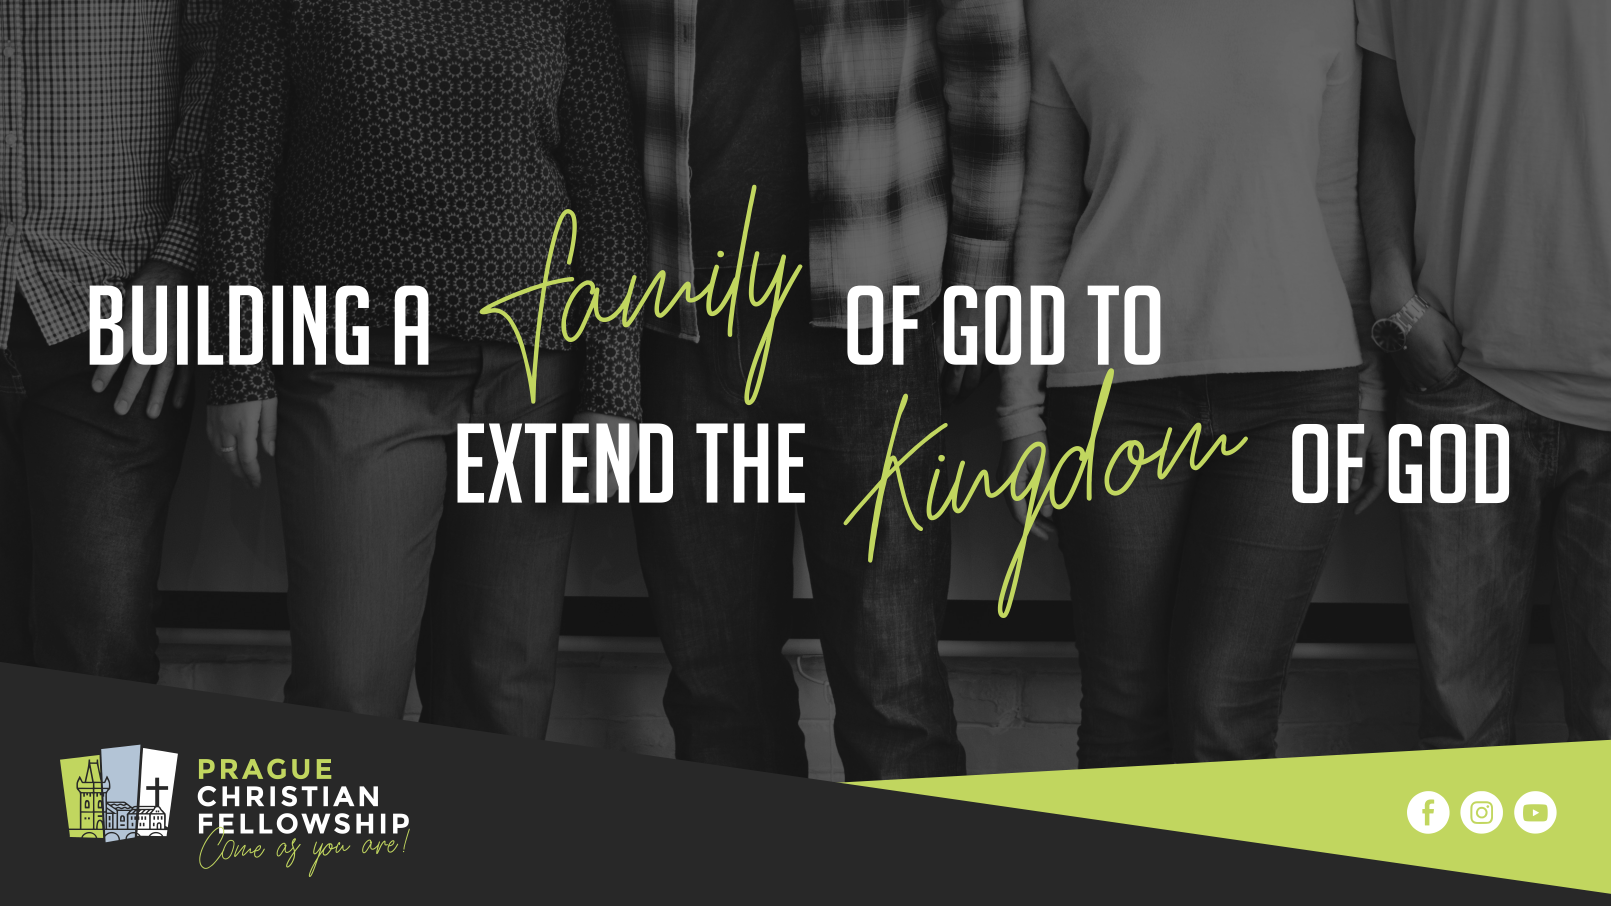 BUILDING A family OF GOD TO
EXTEND THE Kingdom OF GOD
PRAGUE
CHRISTIAN
FELLOWSHIP
Come as you are!